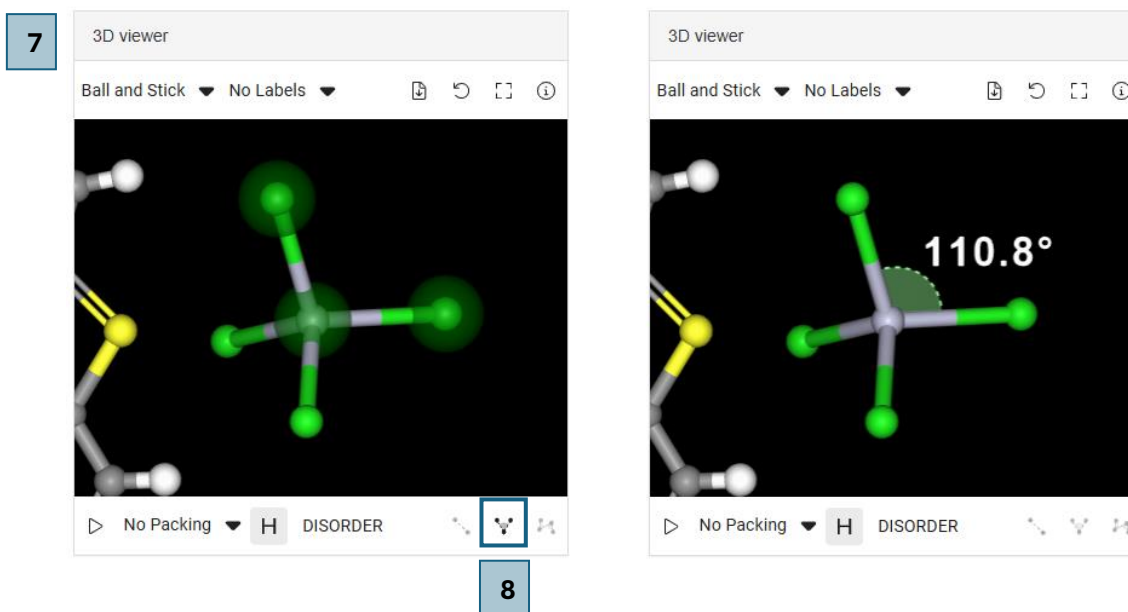 7
3D viewer
Ball and Stick No Labels
No Packing H DISORDER
8
3D viewer
Ball and Stick No Labels
110.8°
No Packing H DISORDER